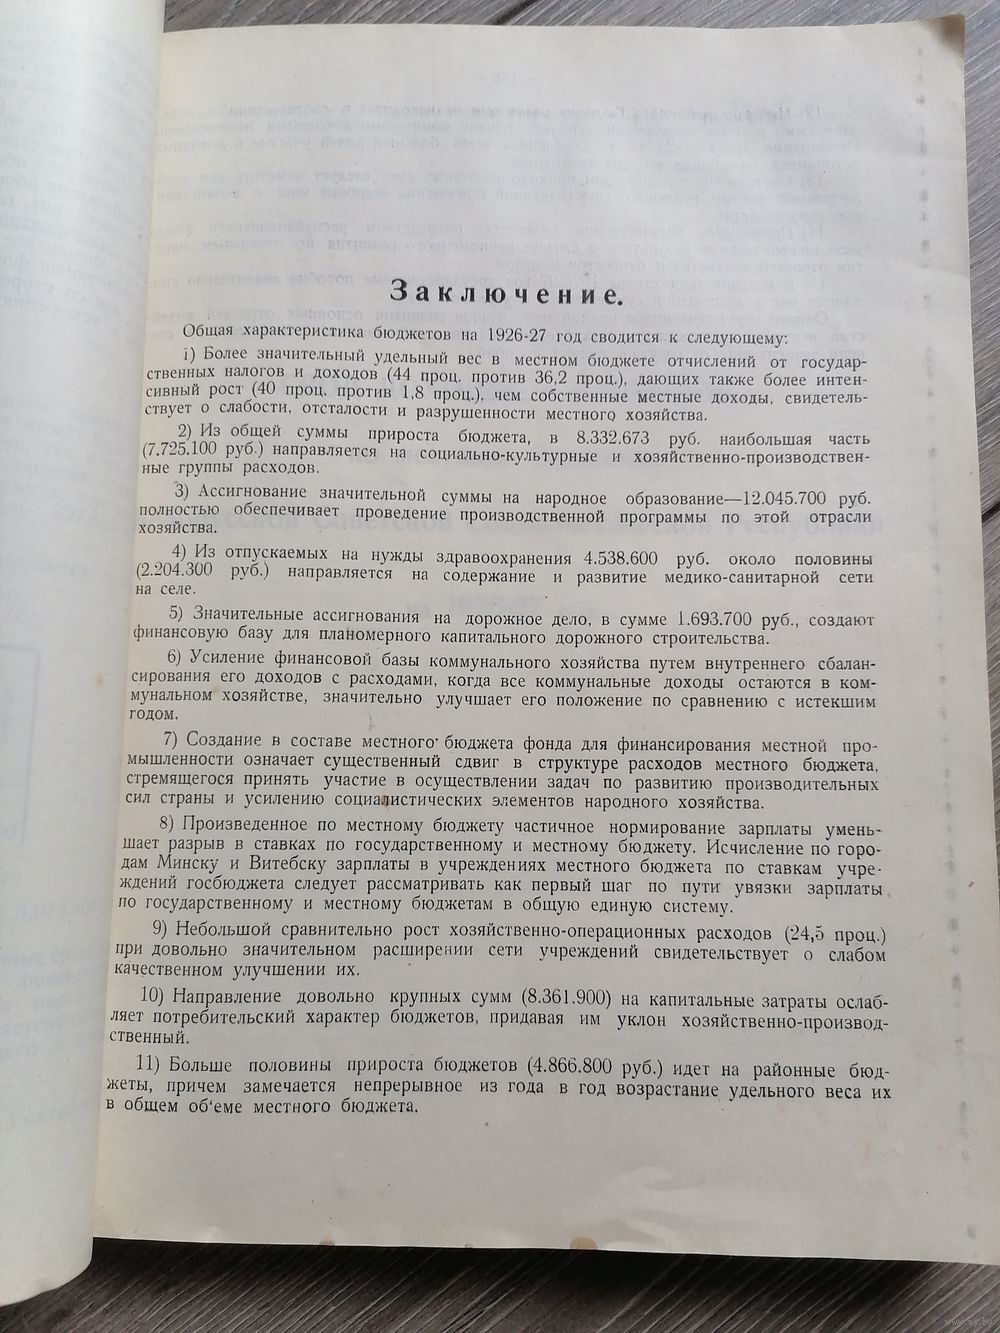 Заключение.
Общая характеристика бюджетов на 1926-27 год сводится к следующему:
1) Более значительный удельный вес в местном бюджете отчислений от государ-
ственных налогов и доходов (44 проц. против 36,2 проц.), дающих также более интен-
сивный рост (40 проц. против 1,8 проц.), чем собственные местные доходы, свидетель-
ствует о слабости, отсталости и разрушенности местного хозяйства.
2) Из общей суммы прироста бюджета, в 8.332.673 руб. наибольшая часть
(7.725.100 руб.) направляется на социально-культурные и хозяйственно-производствен-
ные группы расходов.
3) Ассигнование значительной суммы на народное образование—12.045.700 руб.
полностью обеспечивает проведение производственной программы по этой отрасли
хозяйства.
4) Из отпускаемых на нужды здравоохранения 4.538.600 руб. около половины
(2.204.300 руб.) направляется на содержание и развитие медико-санитарной сети
на селе.
5) Значительные ассигнования на дорожное дело, в сумме 1.693.700 руб., создают
финансовую базу для планомерного капитального дорожного строительства.
6) Усиление финансовой базы коммунального хозяйства путем внутреннего сбалан-
сирования его доходов с расходами, когда все коммунальные доходы остаются в ком-
мунальном хозяйстве, значительно улучшает его положение по сравнению с истекшим
годом.
7) Создание в составе местного бюджета фонда для финансирования местной про-
мышленности означает существенный сдвиг в структуре расходов местного бюджета,
стремящегося принять участие в осуществлении задач по развитию производительных
сил страны и усилению социалистических элементов народного хозяйства.
8) Произведенное по местному бюджету частичное нормирование зарплаты умень-
шает разрыв в ставках по государственному и местному бюджету. Исчисление по горо-
дам Минску и Витебску зарплаты в учреждениях местного бюджета по ставкам учре-
ждений госбюджета следует рассматривать как первый шаг по пути увязки зарплаты
по государственному и местному бюджетам в общую единую систему.
9) Небольшой сравнительно рост хозяйственно-операционных расходов (24,5 проц.)
при довольно значительном расширении сети учреждений свидетельствует о слабом
качественном улучшении их.
10) Направление довольно крупных сумм (8.361.900) на капитальные затраты ослаб-
ляет потребительский характер бюджетов, придавая им уклон хозяйственно-производ-
ственный.
11) Больше половины прироста бюджетов (4.866.800 руб.) идет на районные бюд-
жеты, причем замечается непрерывное из года в год возрастание удельного веса их
в общем об'еме местного бюджета.
www.ay.by